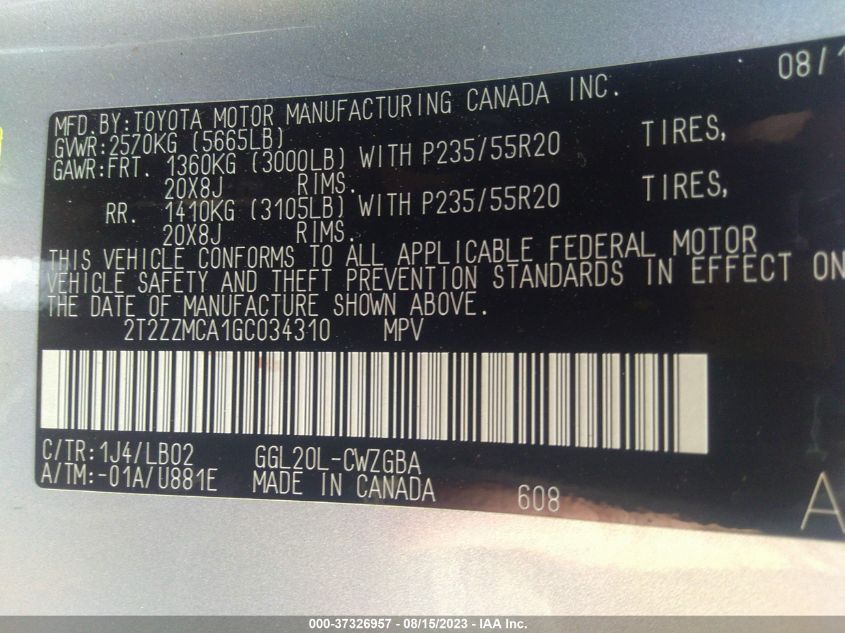 08/1
MFD.BY:TOYOTA MOTOR MANUFACTURING CANADA INC.
GVWR:2570KG (5665LB)
GAWR:FRT. 1360KG (3000LB) WITH P235/55R20 TIRES,
20X8J RIMS.
RR. 1410KG (3105LB) WITH P235/55R20 TIRES,
20X8J RIMS.
THIS VEHICLE CONFORMS TO ALL APPLICABLE FEDERAL MOTOR
VEHICLE SAFETY AND THEFT PREVENTION STANDARDS IN EFFECT ON
THE DATE OF MANUFACTURE SHOWN ABOVE.
2T2ZZMCA1GC034310 MPV
C/TR:1J4/LB02 GGL20L-CWZGBA
A/TM:-01A/U881E MADE IN CANADA 608
A
000-37326957 - 08/15/2023 - IAA Inc.